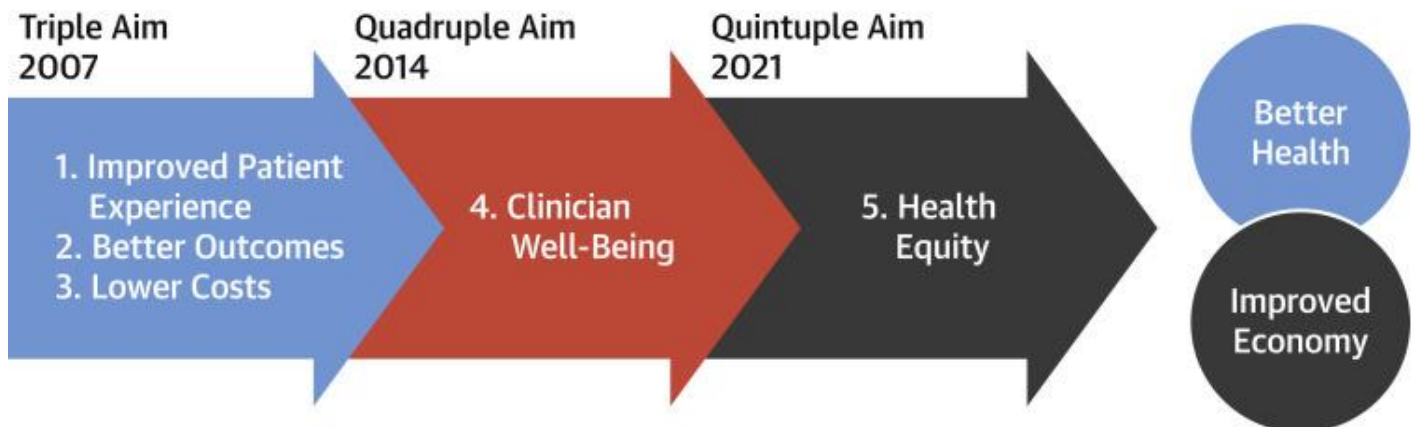 Triple Aim
2007
Quadruple Aim
2014
Quintuple Aim
2021
1. Improved Patient
Experience
2. Better Outcomes
3. Lower Costs
4. Clinician
Well-Being
5. Health
Equity
Better
Health
Improved
Economy